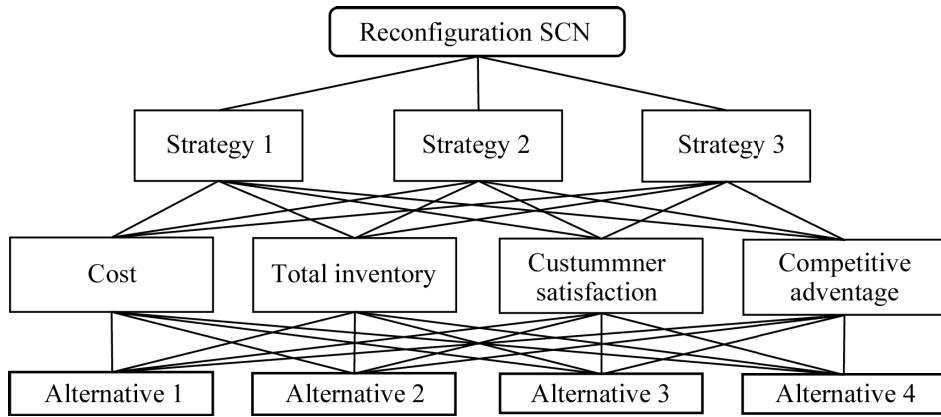 Reconfiguration SCN
Strategy 1
Strategy 2
Strategy 3
Cost
Total inventory
Custummner
satisfaction
Competitive
adventage
Alternative 1
Alternative 2
Alternative 3
Alternative 4